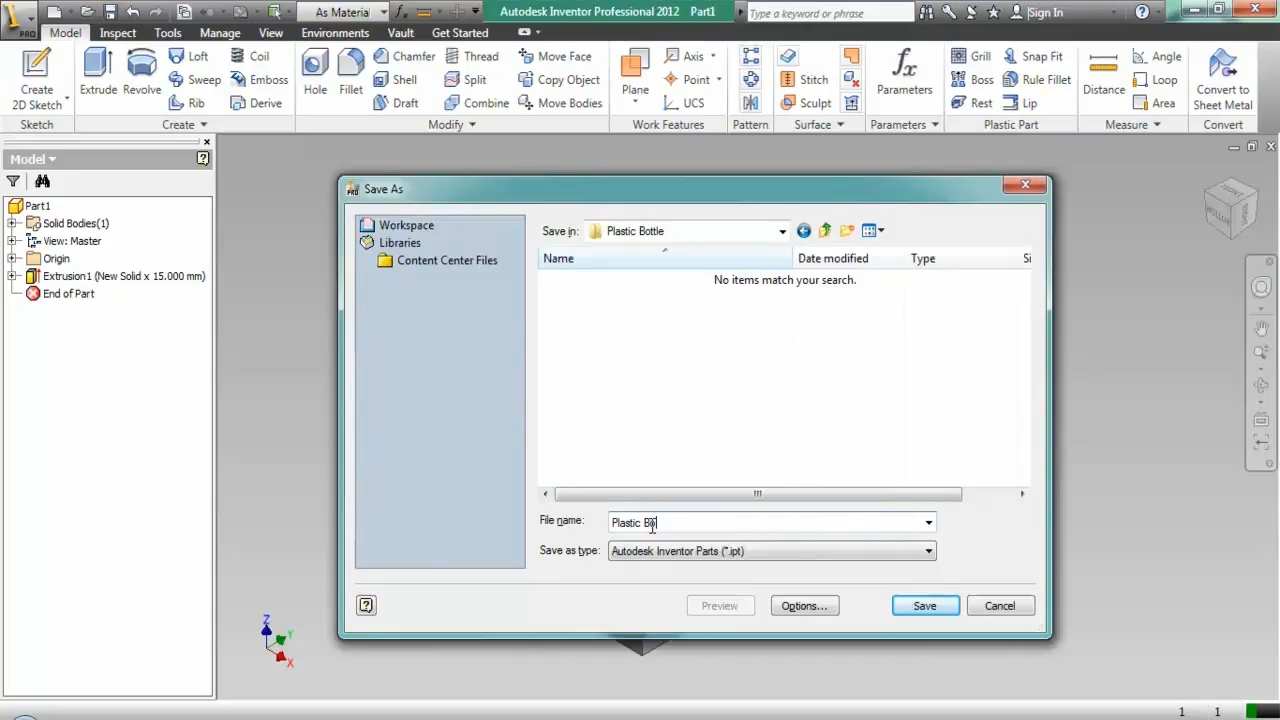 PRO
As Materia
Autodesk Inventor Professional 2012 Part1
Type a keyword or phrase
Sign In
Model Inspect Tools Manage View Environments Vault Get Started
Create
2D Sketch
Extrude
Revolve
Loft
Sweep
Rib
Coil
Emboss
Derive
Hole
Fillet
Chamfer
Shell
Draft
Thread
Split
Combine
Move Face
Copy Object
Move Bodies
Plane
Axis
Point
UCS
Stitch
Sculpt
Parameters
Grill
Boss
Rest
Snap Fit
Rule Fillet
Lip
Distance
Angle
Loop
Area
Convert to
Sheet Metal
Sketch Create Modify Work Features Pattern Surface Parameters Plastic Part Measure Convert
Model
Part1
Solid Bodies(1)
View: Master
Origin
Extrusion1 (New Solid x 15.000 mm)
End of Part
Save As
Workspace
Libraries
Content Center Files
Save in: Plastic Bottle
Name Date modified Type Si
No items match your search.
File name: Plastic Bo
Save as type: Autodesk Inventor Parts (*.ipt)
Preview Options... Save Cancel
FRONT
BOTTOM
Z
Y
X
1 1